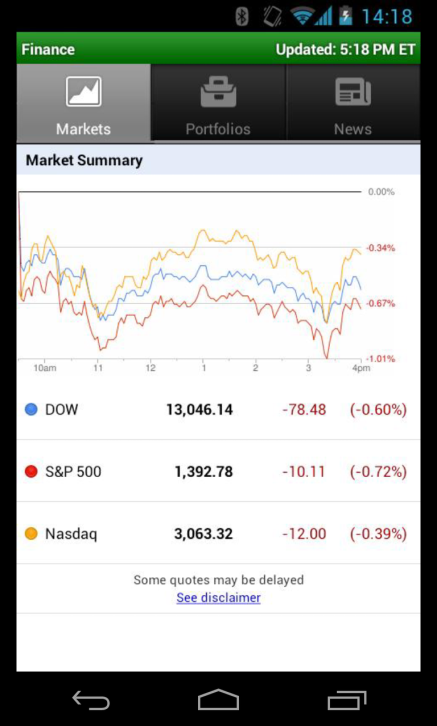 14:18
Finance Updated: 5:18 PM ET
Markets Portfolios News
Market Summary
0.00%
-0.34%
-0.67%
-1.01%
10am 11 12 1 2 3 4pm
DOW 13,046.14 -78.48 (-0.60%)
S&P 500 1,392.78 -10.11 (-0.72%)
Nasdaq 3,063.32 -12.00 (-0.39%)
Some quotes may be delayed
See disclaimer